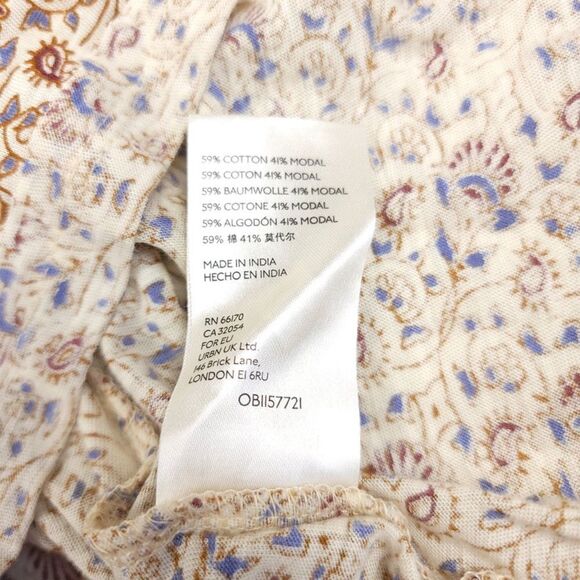 59% COTTON 41% MODAL
59% COTON 41% MODAL
59% BAUMWOLLE 41% MODAL
59% COTONE 41% MODAL
59% ALGODÓN 41% MODAL
59% 棉 41% 莫代尔
MADE IN INDIA
HECHO EN INDIA
RN 66170
CA 32054
FOR EU
URBN UK Ltd.
146 Brick Lane,
LONDON E1 6RU
OB1157721